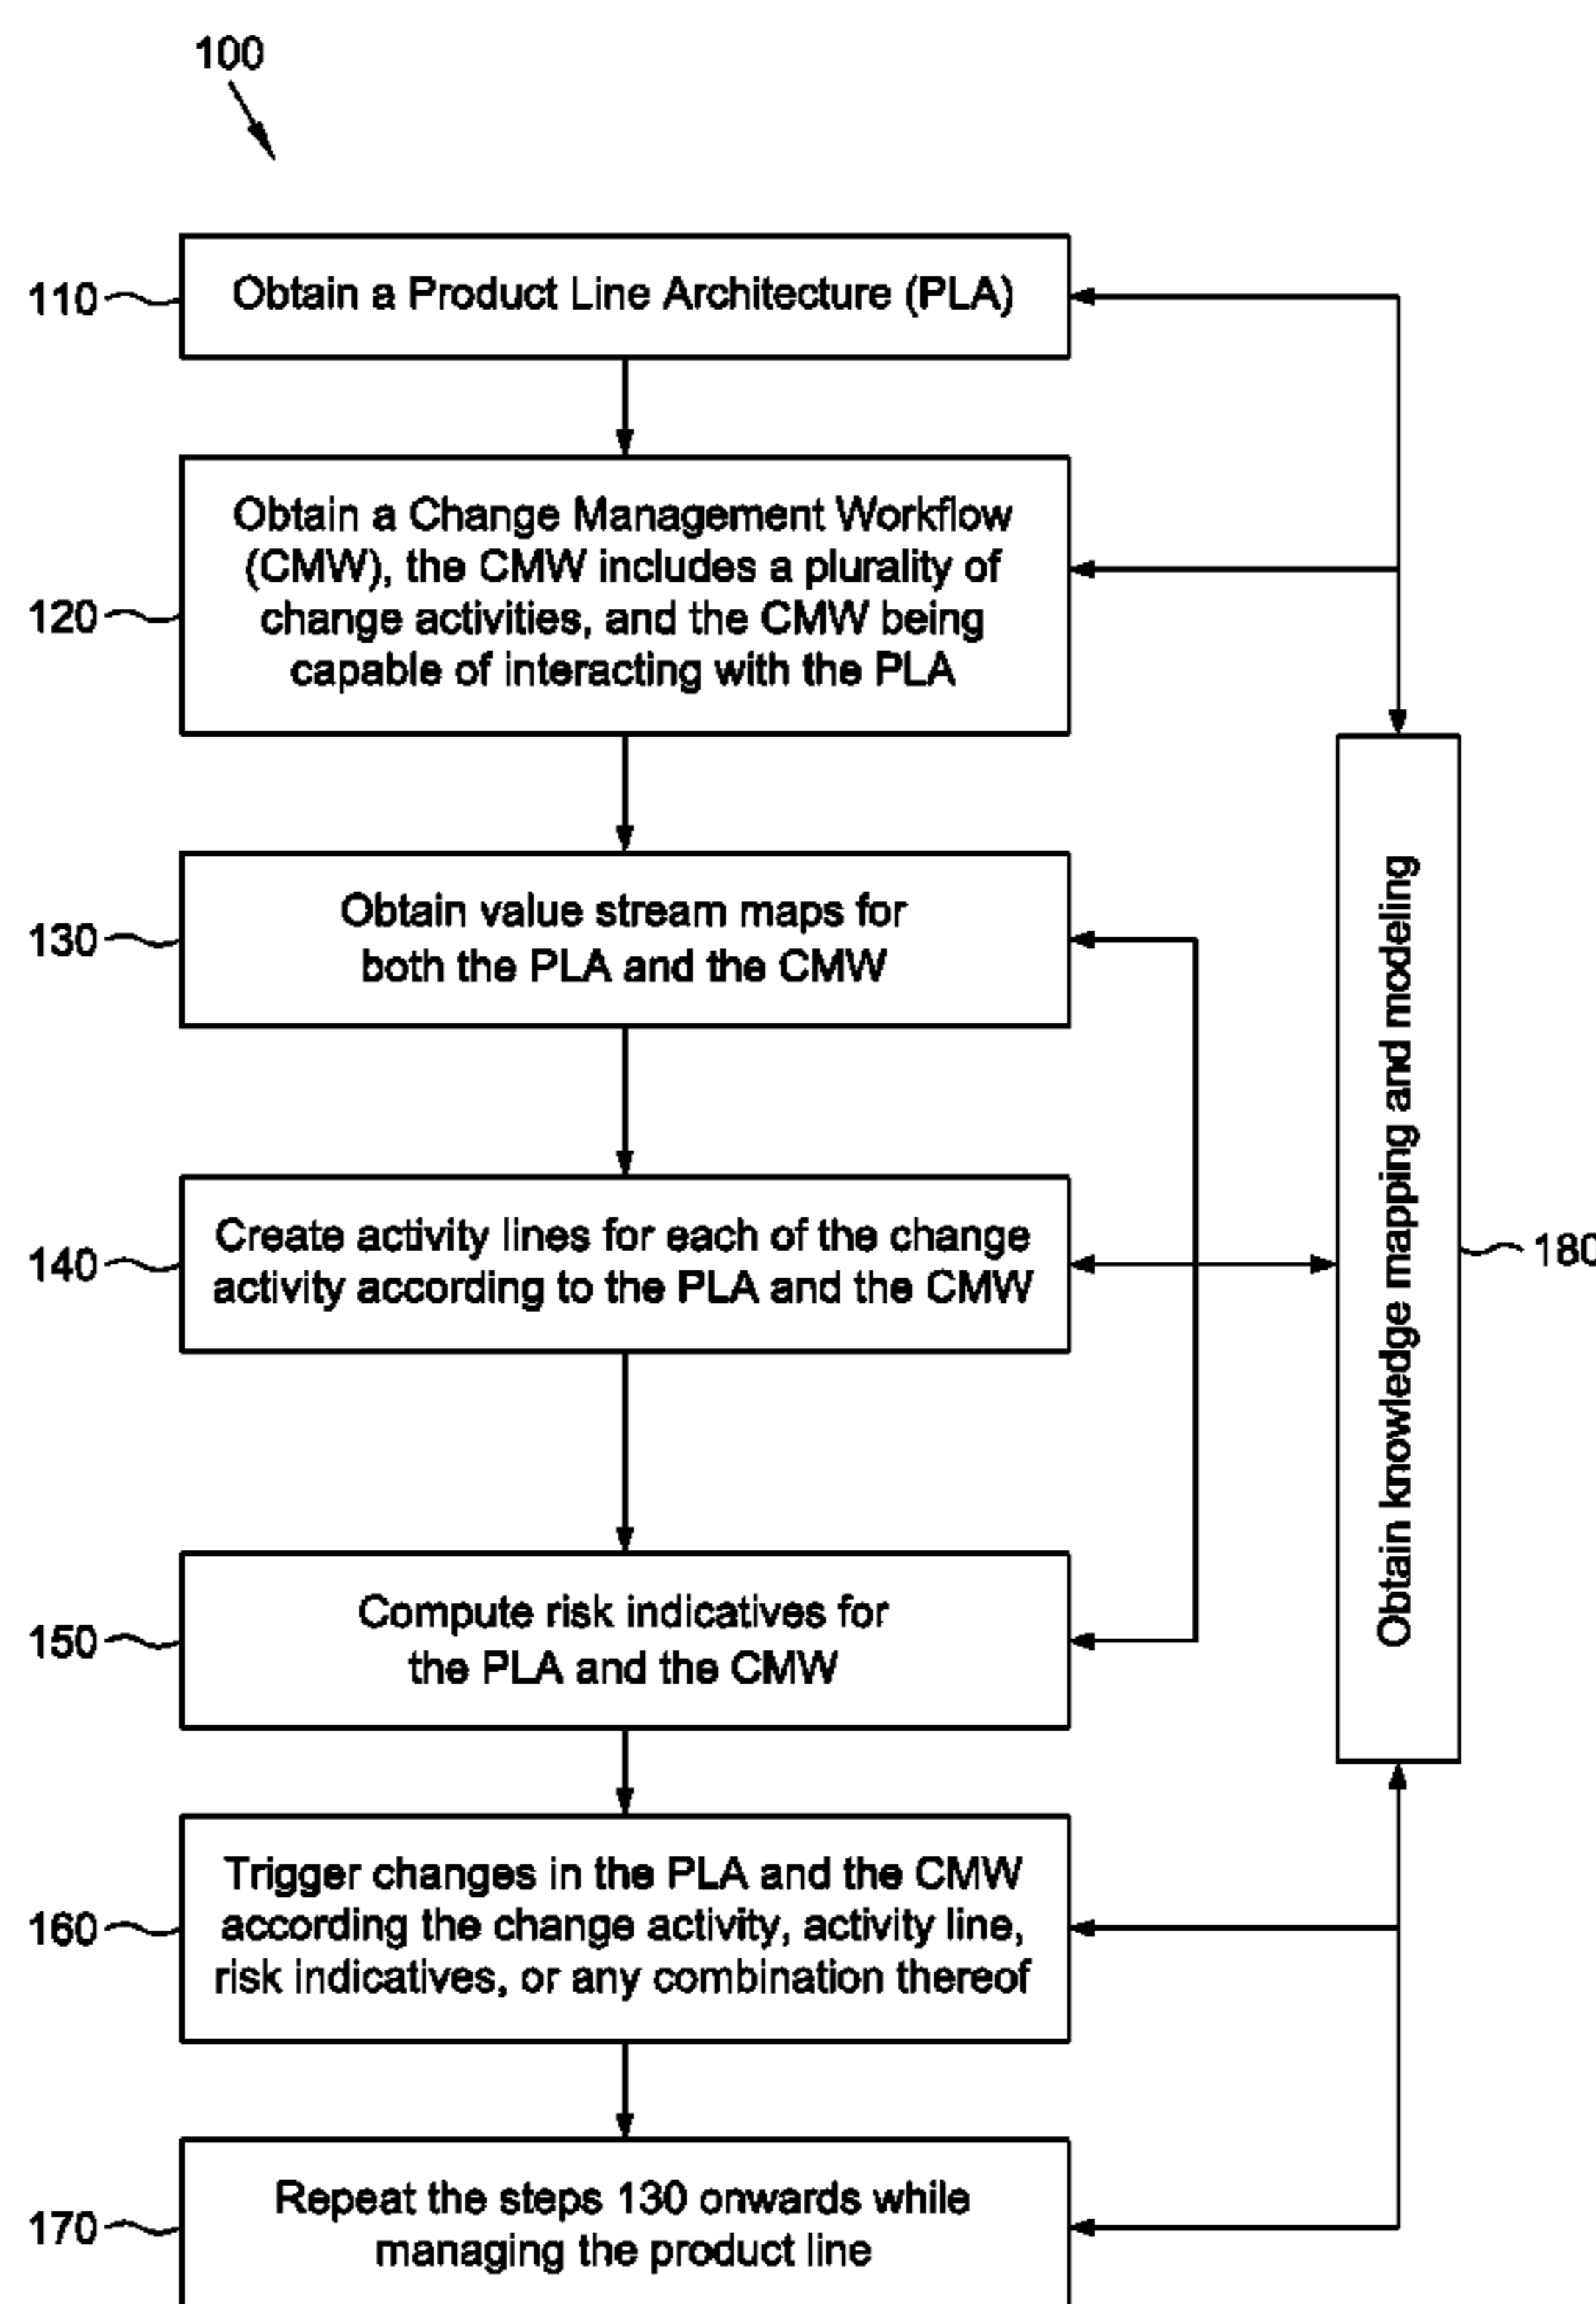 100
110
Obtain a Product Line Architecture (PLA)
120
Obtain a Change Management Workflow
(CMW), the CMW includes a plurality of
change activities, and the CMW being
capable of interacting with the PLA
130
Obtain value stream maps for
both the PLA and the CMW
140
Create activity lines for each of the change
activity according to the PLA and the CMW
150
Compute risk indicatives for
the PLA and the CMW
160
Trigger changes in the PLA and the CMW
according the change activity, activity line,
risk indicatives, or any combination thereof
170
Repeat the steps 130 onwards while
managing the product line
Obtain knowledge mapping and modeling
180